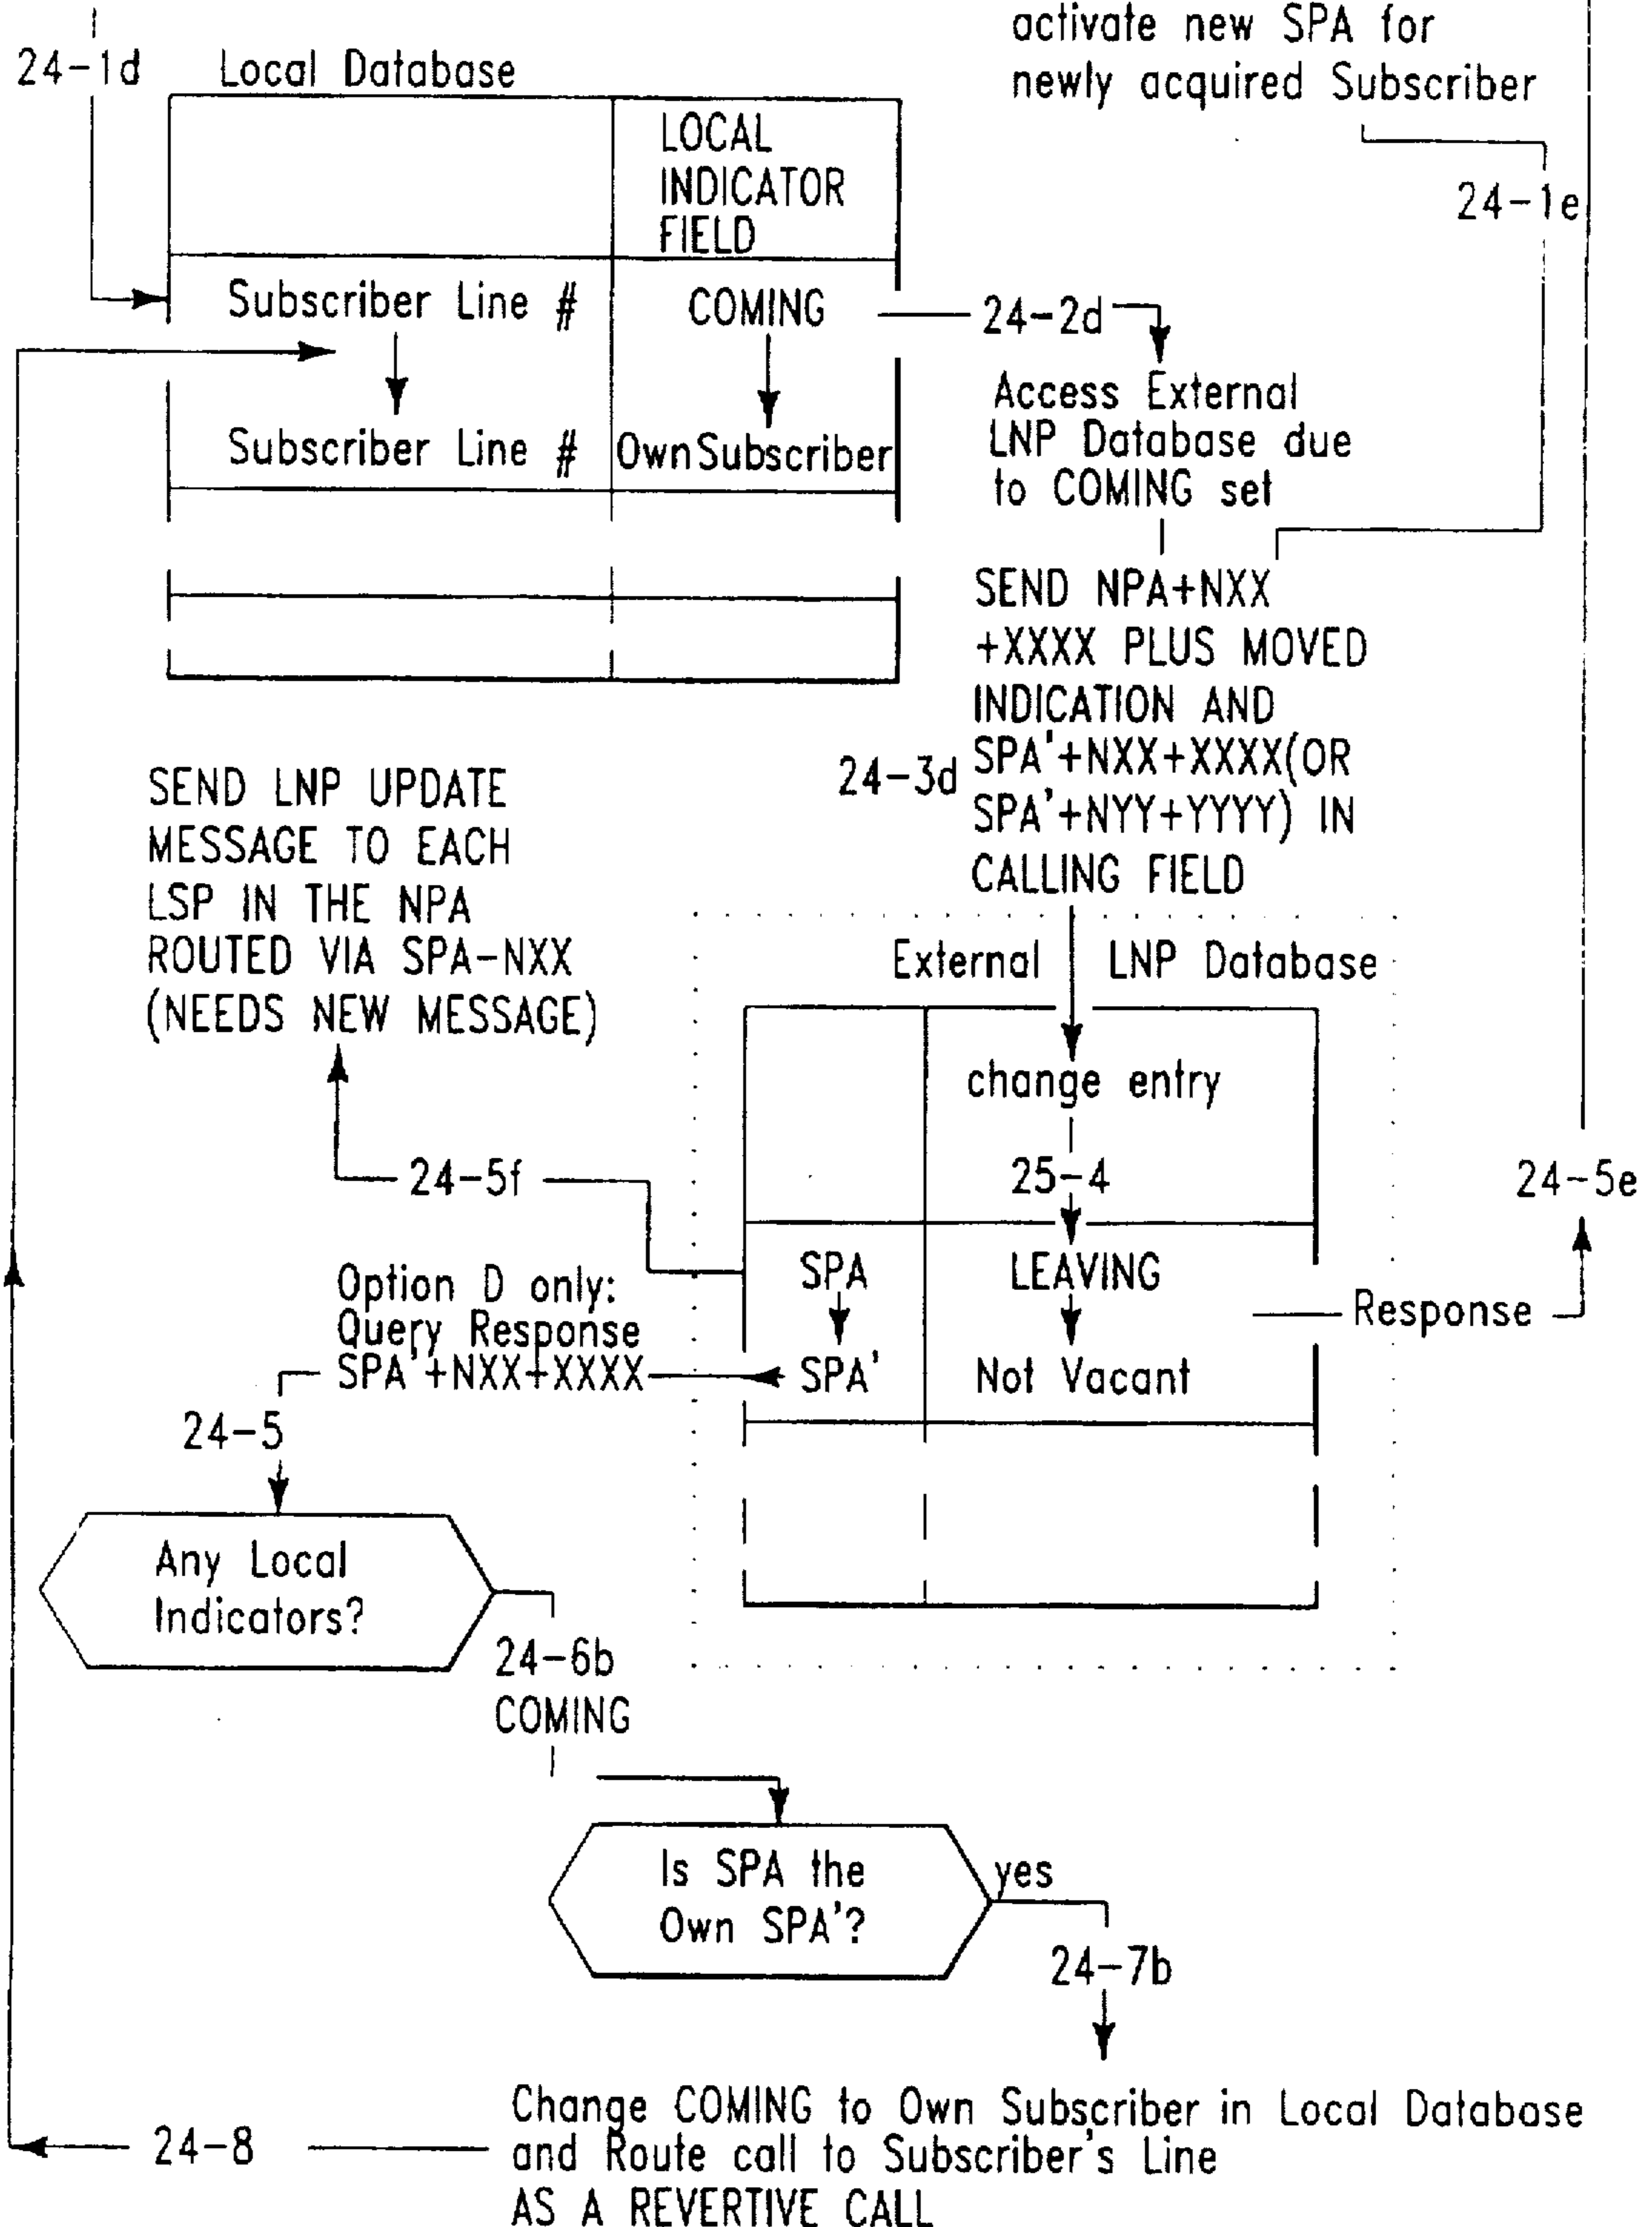 activate new SPA for
newly acquired Subscriber
24-1d
Local Database
LOCAL
INDICATOR
FIELD
24-1e
Subscriber Line #
COMING
24-2d
Access External
LNP Database due
to COMING set
Subscriber Line #
Own Subscriber
SEND NPA+NXX
+XXXX PLUS MOVED
INDICATION AND
SPA'+NXX+XXXX(OR
SPA'+NYY+YYYY) IN
CALLING FIELD
24-3d
SEND LNP UPDATE
MESSAGE TO EACH
LSP IN THE NPA
ROUTED VIA SPA-NXX
(NEEDS NEW MESSAGE)
External LNP Database
change entry
25-4
24-5f
24-5e
SPA
LEAVING
Response
Option D only:
Query Response
SPA'+NXX+XXXX
SPA'
Not Vacant
24-5
Any Local
Indicators?
24-6b
COMING
Is SPA the
Own SPA'?
yes
24-7b
Change COMING to Own Subscriber in Local Database
and Route call to Subscriber's Line
AS A REVERTIVE CALL
24-8